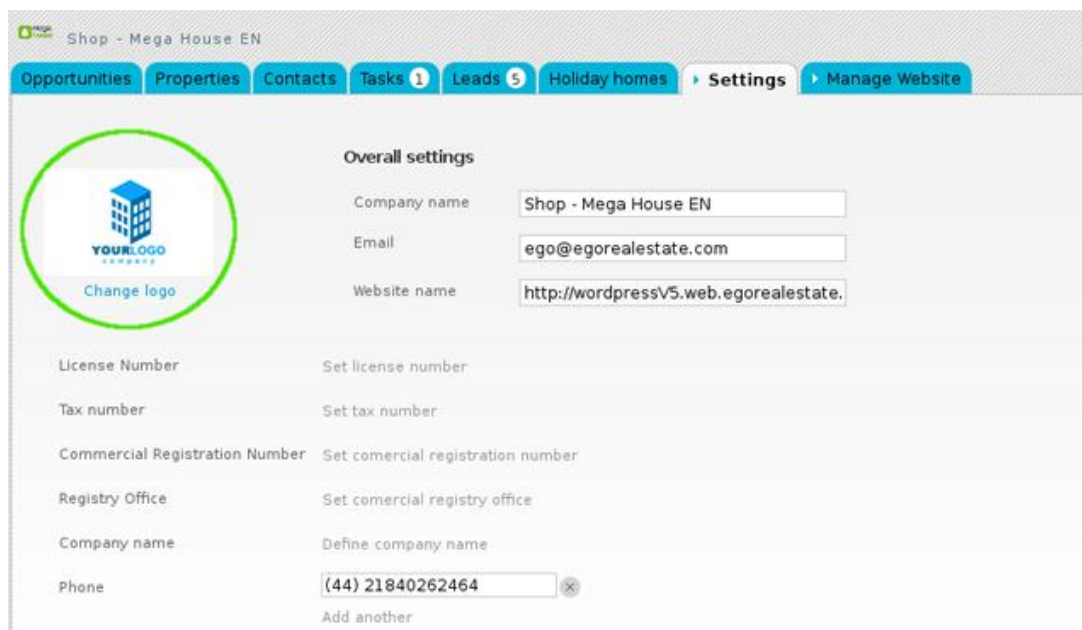 mega house
Shop - Mega House EN
Opportunities Properties Contacts Tasks 1 Leads 5 Holiday homes Settings Manage Website
Overall settings
Company name Shop - Mega House EN
Email ego@egorealestate.com
Website name http://wordpressV5.web.egorealestate.
YOURLOGO
company
Change logo
License Number Set license number
Tax number Set tax number
Commercial Registration Number Set comercial registration number
Registry Office Set comercial registry office
Company name Define company name
Phone (44) 21840262464
Add another